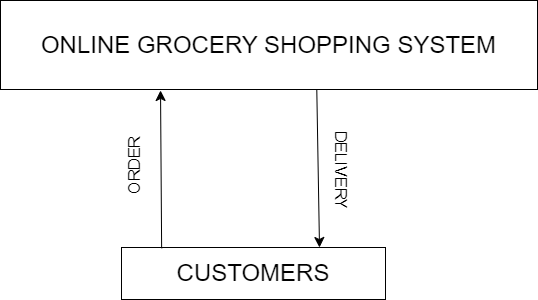 ONLINE GROCERY SHOPPING SYSTEM
ORDER
DELIVERY
CUSTOMERS